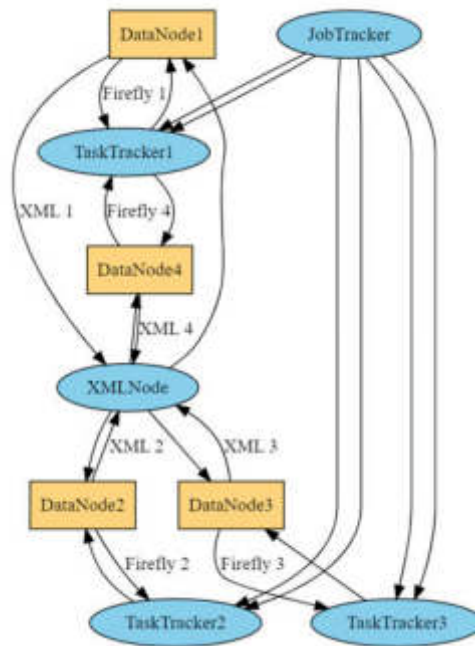 DataNode1
JobTracker
Firefly 1
TaskTracker1
XML 1
Firefly 4
DataNode4
XML 4
XMLNode
XML 2
XML 3
DataNode2
DataNode3
Firefly 2
Firefly 3
TaskTracker2
TaskTracker3